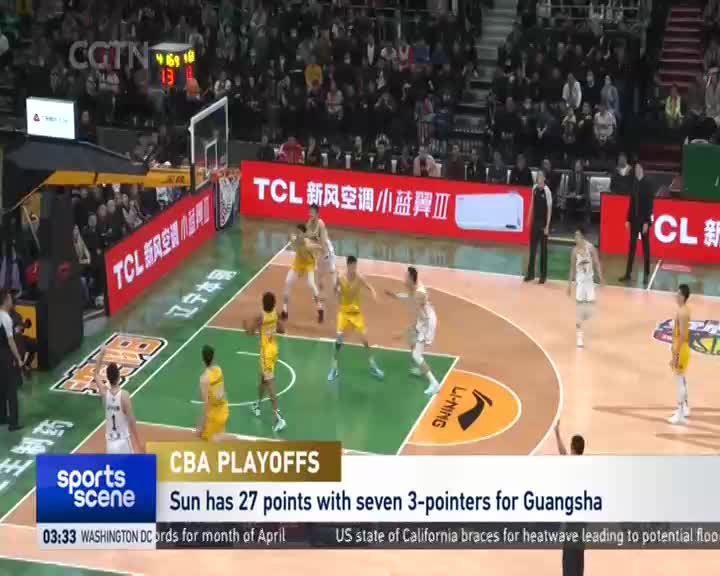 CGTN
TCL 新风空调 小蓝翼III
TCL 新风空调 小蓝翼III
TCL 新
LI-NING
1
CBA PLAYOFFS
sports scene
Sun has 27 points with seven 3-pointers for Guangsha
03:33 WASHINGTON DC
ords for month of April US state of California braces for heatwave leading to potential floo